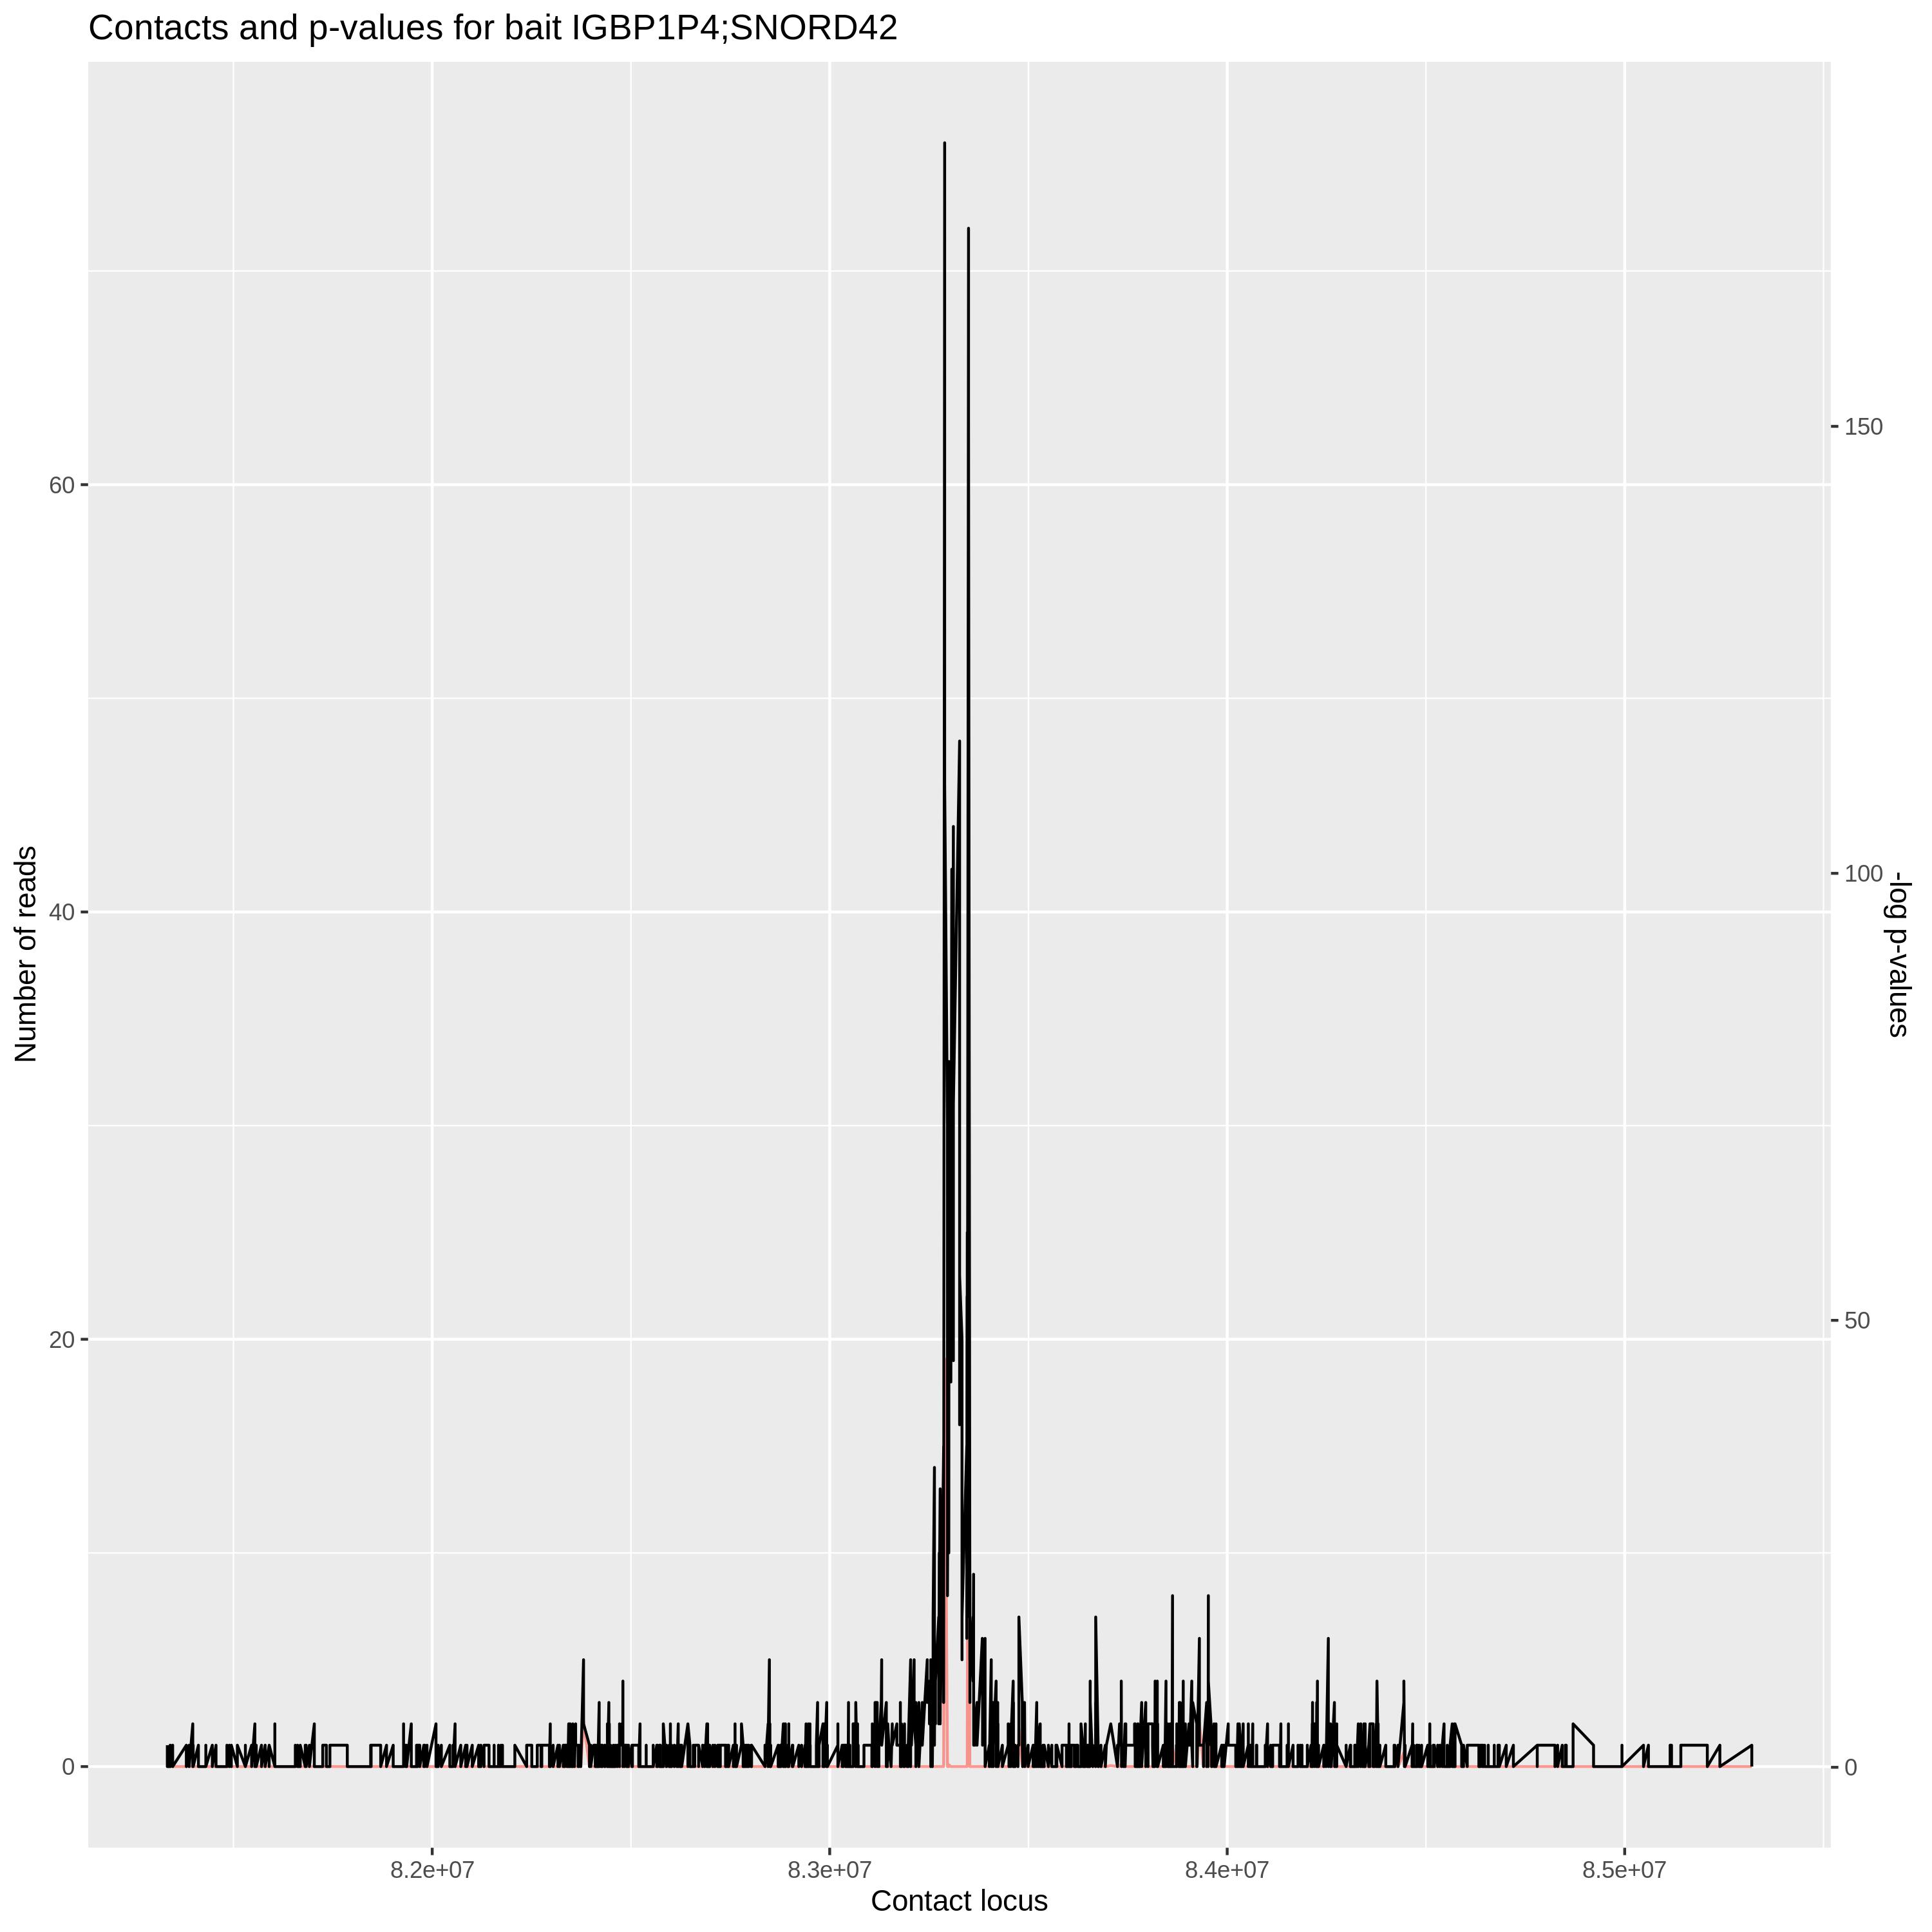 Contacts and p-values for bait IGBP1P4;SNORD42
Number of reads
60
40
20
0
150
100
50
0
-log p-values
8.2e+07 8.3e+07 8.4e+07 8.5e+07
Contact locus